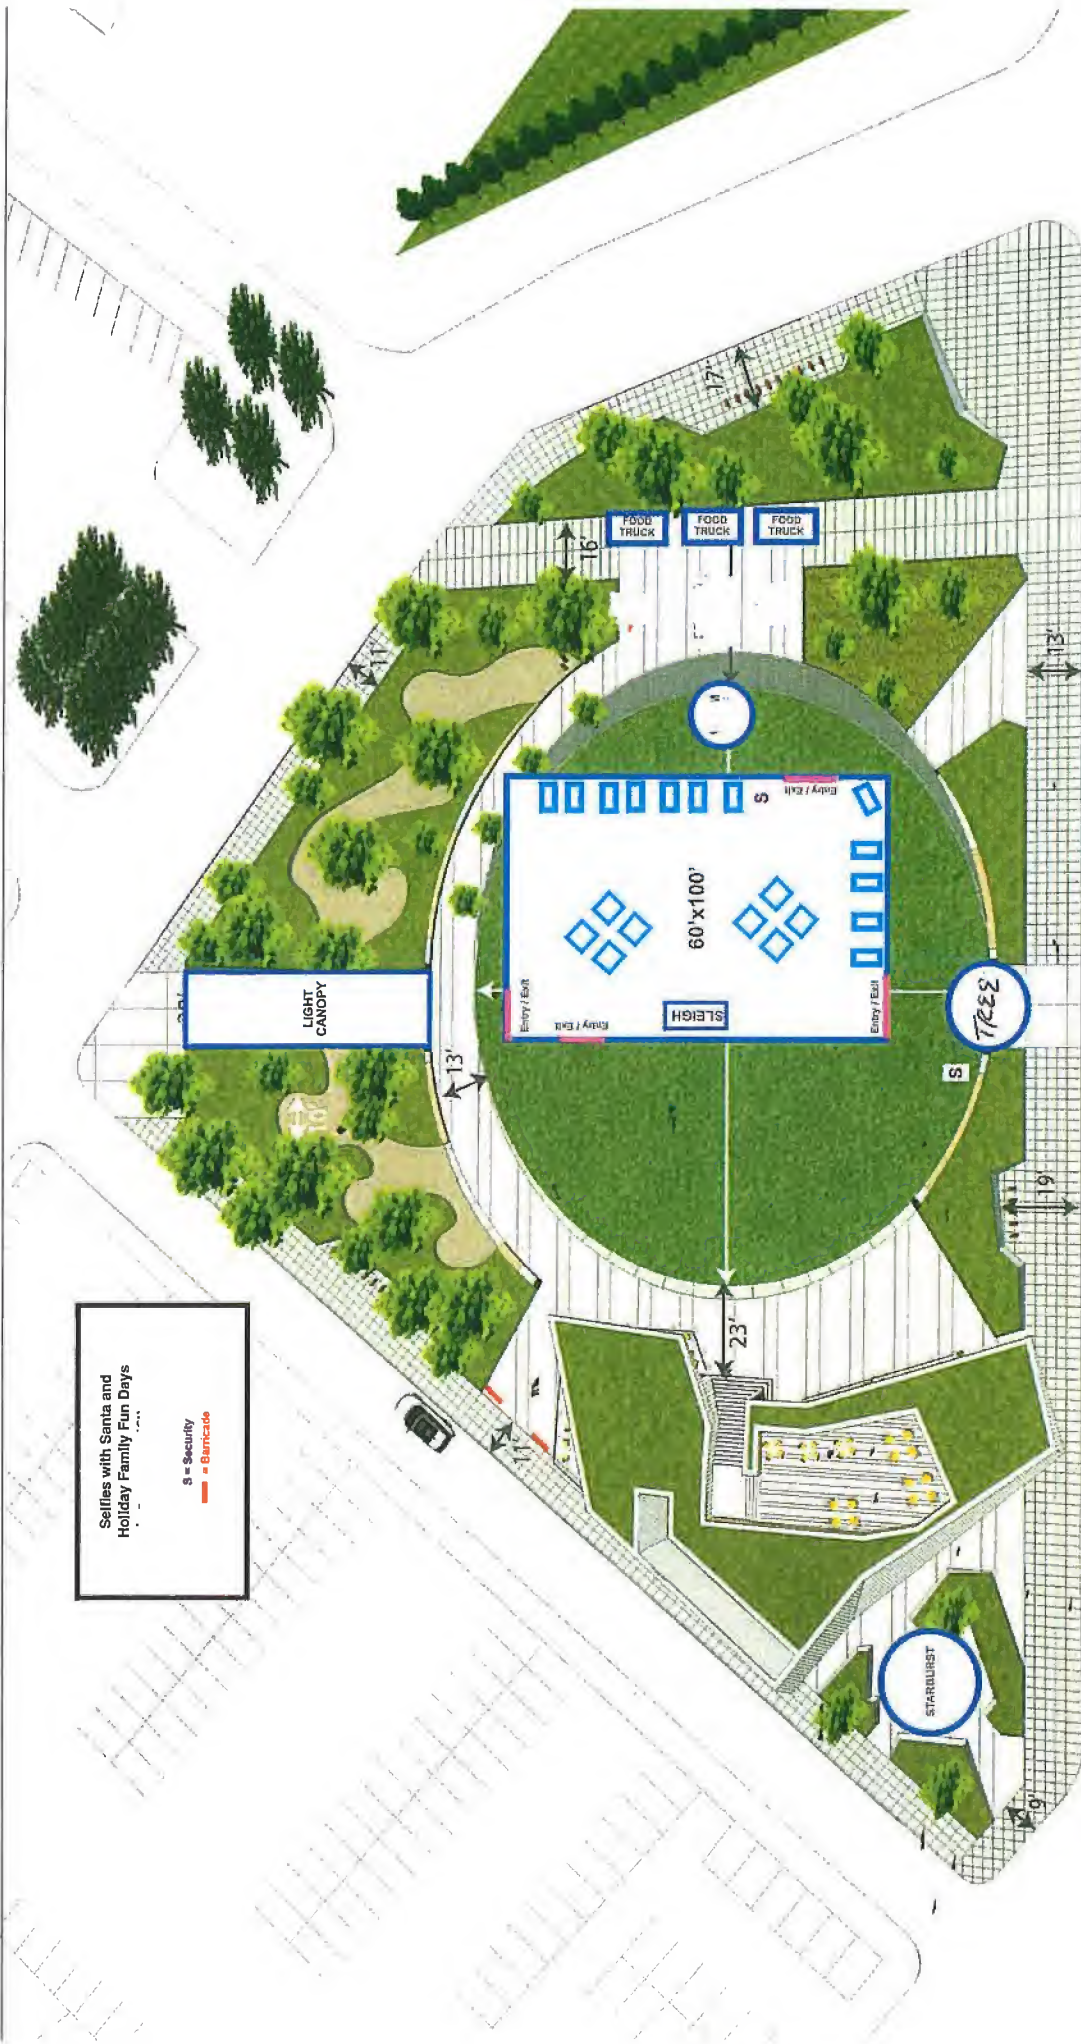 Selfies with Santa and
Holiday Family Fun Days
S = Security
= Barricade
LIGHT
CANOPY
FOOD
TRUCK
FOOD
TRUCK
FOOD
TRUCK
17'
16'
11'
13'
10'
13'
Entry / Exit
Entry / Exit
Entry / Exit
Entry / Exit
S
60'x100'
SLEIGH
TREE
S
13'
19'
23'
STARBURST
9'